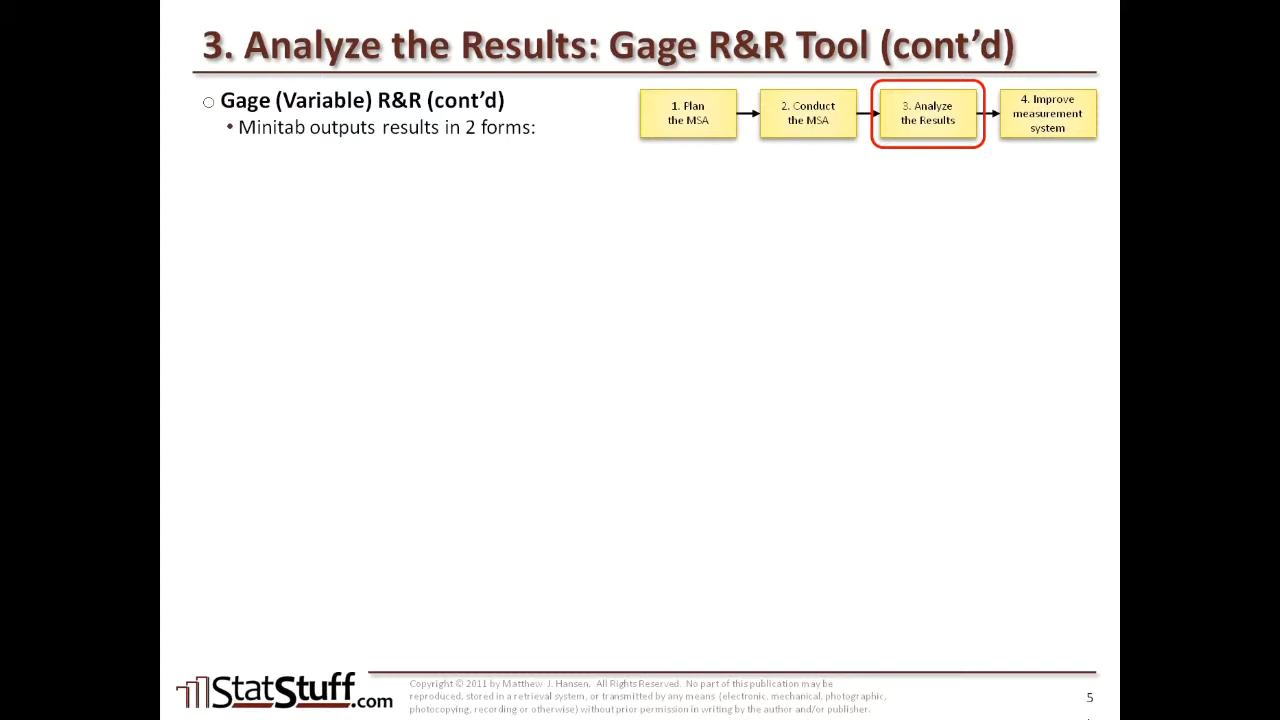 3. Analyze the Results: Gage R&R Tool (cont’d)
○ Gage (Variable) R&R (cont’d)
• Minitab outputs results in 2 forms:
1. Plan
the MSA
2. Conduct
the MSA
3. Analyze
the Results
4. Improve
measurement
system
StatStuff.com
Copyright © 2011 by Matthew J. Hansen. All Rights Reserved. No part of this publication may be
reproduced, stored in a retrieval system, or transmitted by any means (electronic, mechanical, photographic,
photocopying, recording or otherwise) without prior permission in writing by the author and/or publisher.
5